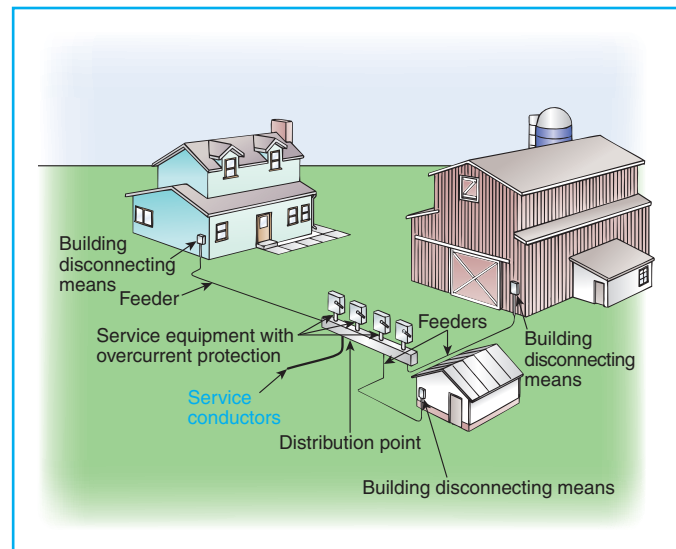 Building
disconnecting
means
Feeder
Service equipment with
overcurrent protection
Feeders
Building
disconnecting
means
Service
conductors
Distribution point
Building disconnecting means